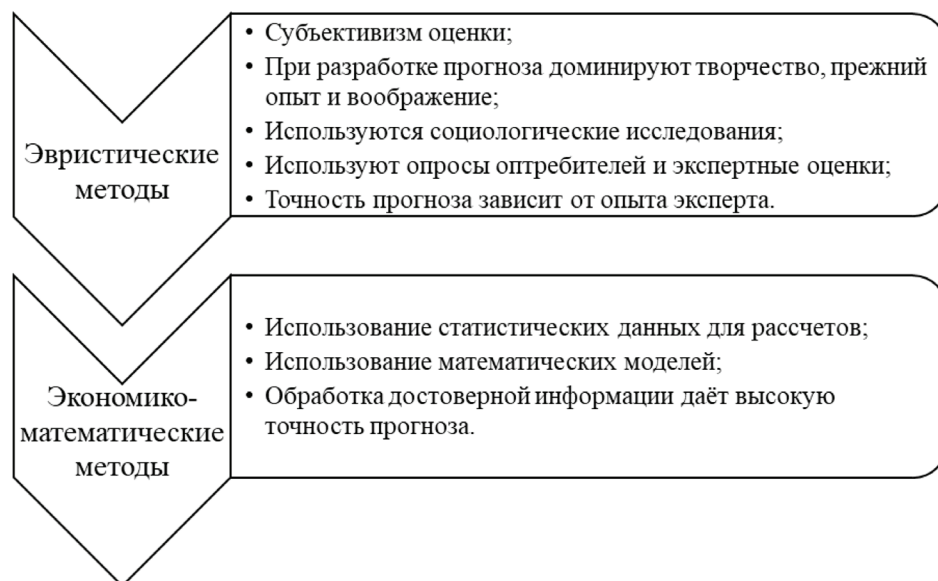 Эвристические
методы
• Субъективизм оценки;
• При разработке прогноза доминируют творчество, прежний
опыт и воображение;
• Используются социологические исследования;
• Используют опросы оптребителей и экспертные оценки;
• Точность прогноза зависит от опыта эксперта.
Экономико-
математические
методы
• Использование статистических данных для рассчетов;
• Использование математических моделей;
• Обработка достоверной информации даёт высокую
точность прогноза.